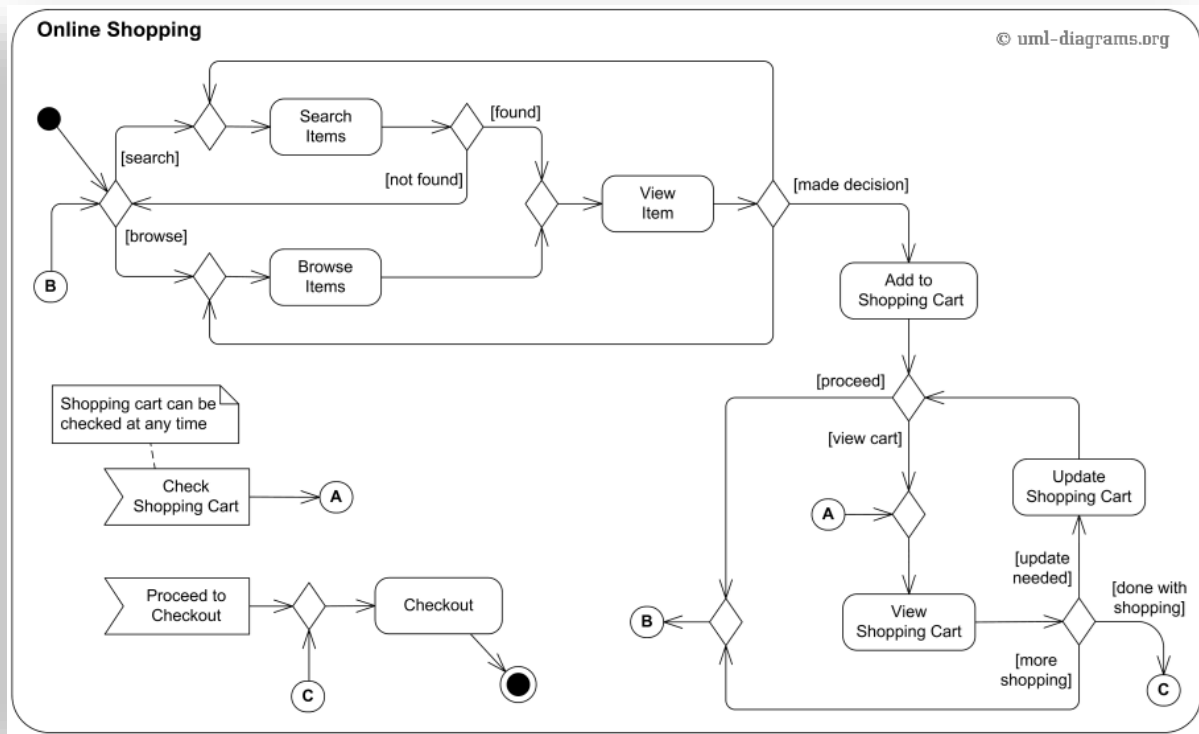 Online Shopping
© uml-diagrams.org
Search
Items
[found]
[search]
[not found]
[made decision]
View
Item
[browse]
B
Browse
Items
Add to
Shopping Cart
[proceed]
Shopping cart can be
checked at any time
[view cart]
Check
Shopping Cart
A
Update
Shopping Cart
A
[update
needed]
Proceed to
Checkout
Checkout
[done with
shopping]
B
View
Shopping Cart
[more
shopping]
C
C